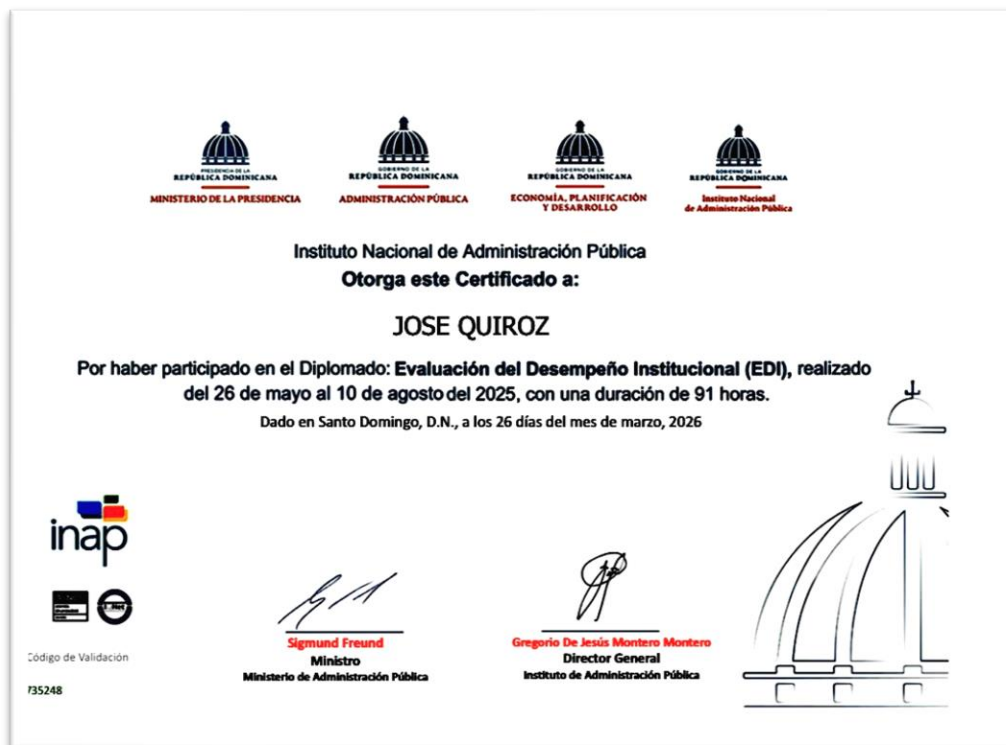 PRESIDENCIA DE LA
REPÚBLICA DOMINICANA
MINISTERIO DE LA PRESIDENCIA
GOBIERNO DE LA
REPÚBLICA DOMINICANA
ADMINISTRACIÓN PÚBLICA
GOBIERNO DE LA
REPÚBLICA DOMINICANA
ECONOMÍA, PLANIFICACIÓN
Y DESARROLLO
GOBIERNO DE LA
REPÚBLICA DOMINICANA
Instituto Nacional
de Administración Pública
Instituto Nacional de Administración Pública
Otorga este Certificado a:
JOSE QUIROZ
Por haber participado en el Diplomado: Evaluación del Desempeño Institucional (EDI), realizado
del 26 de mayo al 10 de agosto del 2025, con una duración de 91 horas.
Dado en Santo Domingo, D.N., a los 26 días del mes de marzo, 2026
inap
Sigmund Freund
Ministro
Ministerio de Administración Pública
Gregorio De Jesús Montero Montero
Director General
Instituto de Administración Pública
Código de Validación
735248